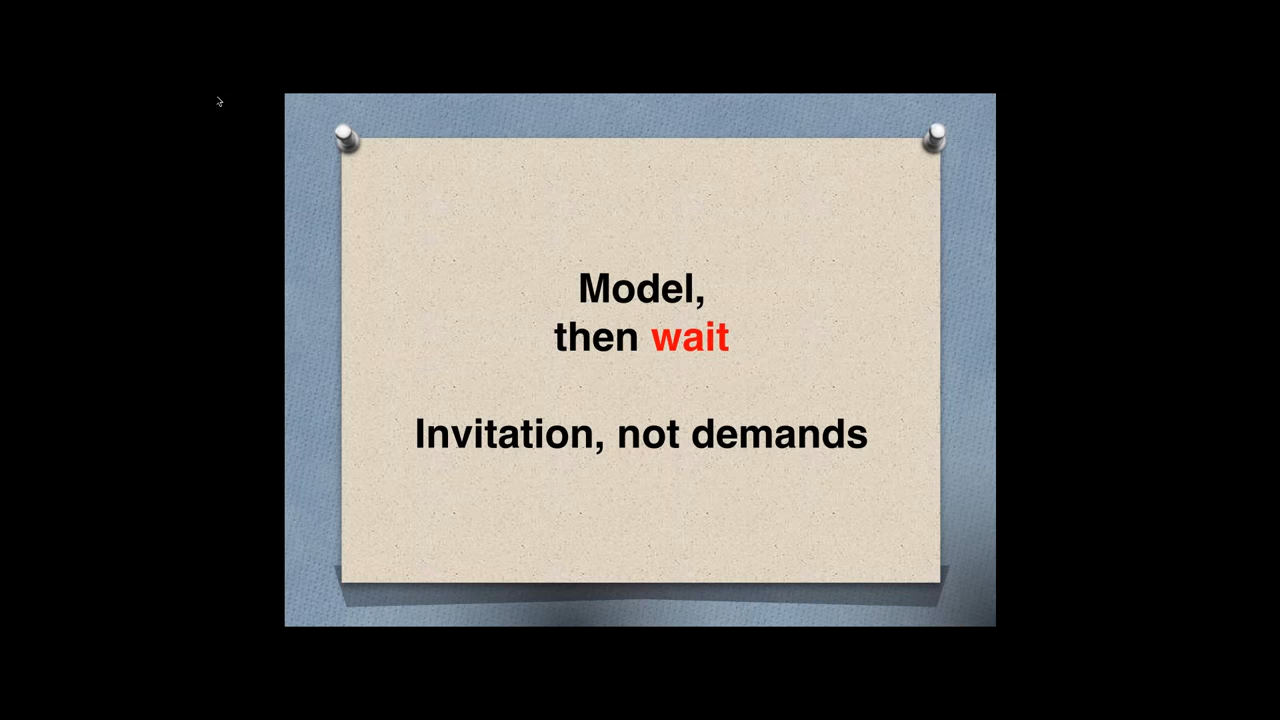 Model,
then wait
Invitation, not demands